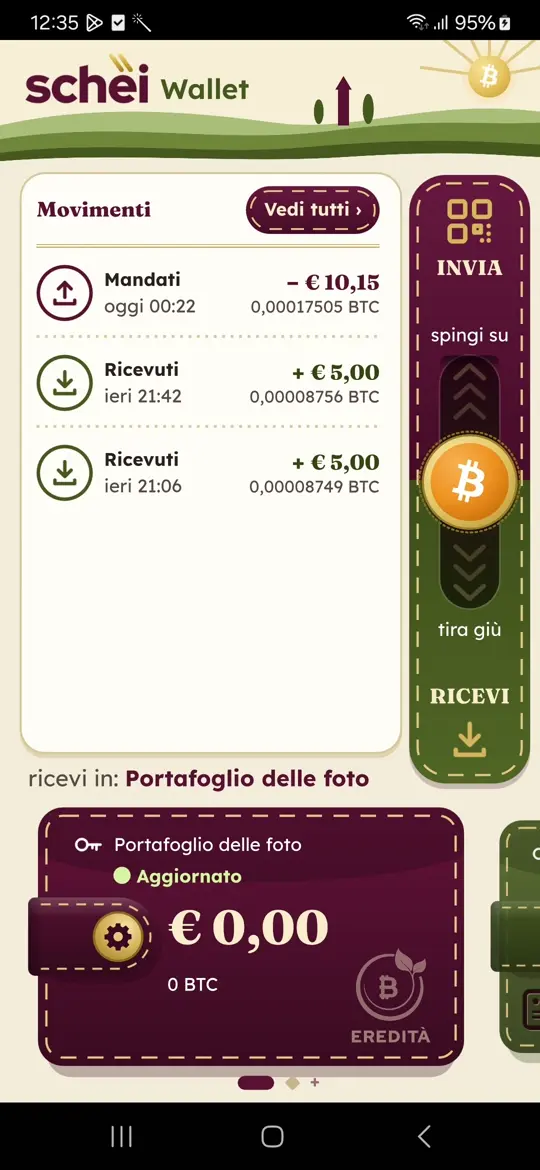 12:35 95%
schèi Wallet
Movimenti
Vedi tutti ›
Mandati
− € 10,15
oggi 00:22
0,00017505 BTC
Ricevuti
+ € 5,00
ieri 21:42
0,00008756 BTC
Ricevuti
+ € 5,00
ieri 21:06
0,00008749 BTC
INVIA
spingi su
tira giù
RICEVI
ricevi in: Portafoglio delle foto
Portafoglio delle foto
Aggiornato
€ 0,00
0 BTC
EREDITÀ